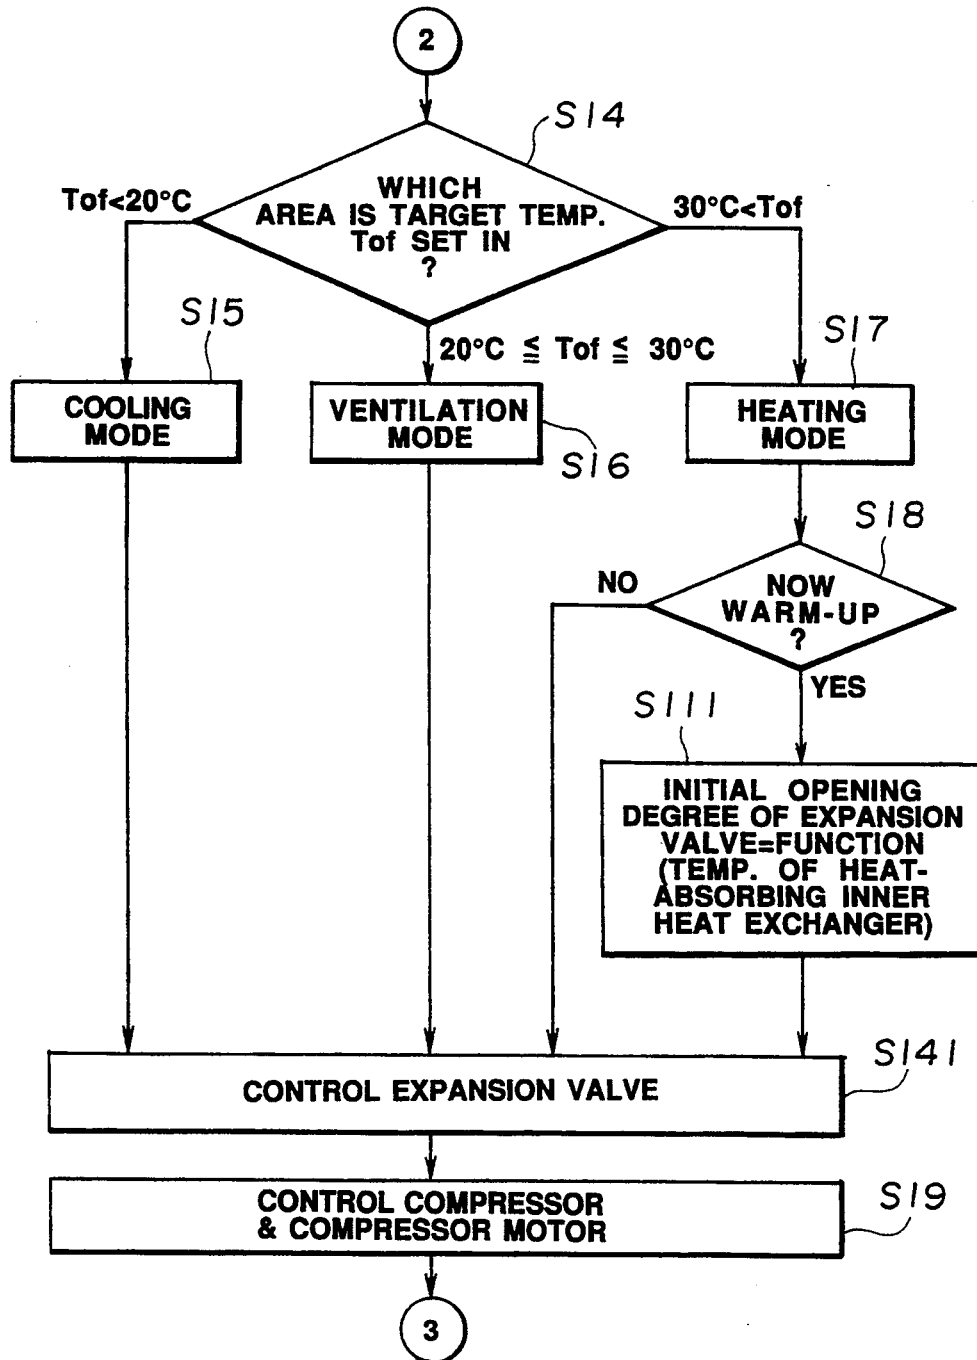 2
S14
WHICH
AREA IS TARGET TEMP.
Tof SET IN
?
Tof<20°C
30°C<Tof
20°C ≦ Tof ≦ 30°C
S15
COOLING
MODE
VENTILATION
MODE
S16
S17
HEATING
MODE
S18
NOW
WARM-UP
?
NO
YES
S111
INITIAL OPENING
DEGREE OF EXPANSION
VALVE=FUNCTION
(TEMP. OF HEAT-
ABSORBING INNER
HEAT EXCHANGER)
CONTROL EXPANSION VALVE
S141
CONTROL COMPRESSOR
& COMPRESSOR MOTOR
S19
3